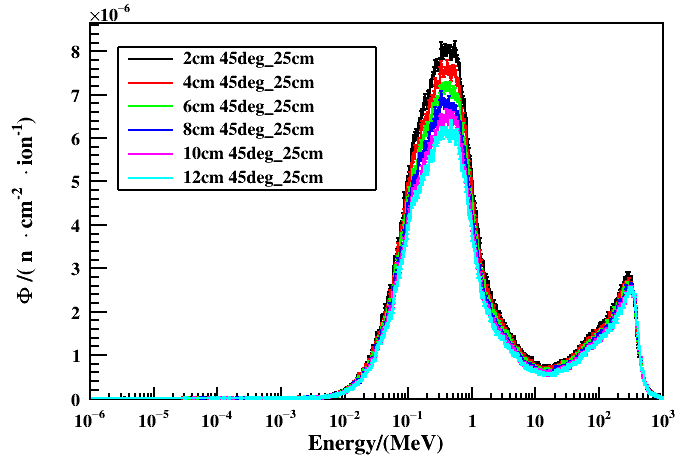 ×10⁻⁶
8
7
6
5
4
3
2
1
0
Φ /( n · cm⁻² · ion⁻¹)
2cm 45deg_25cm
4cm 45deg_25cm
6cm 45deg_25cm
8cm 45deg_25cm
10cm 45deg_25cm
12cm 45deg_25cm
10⁻⁶ 10⁻⁵ 10⁻⁴ 10⁻³ 10⁻² 10⁻¹ 1 10 10² 10³
Energy/(MeV)